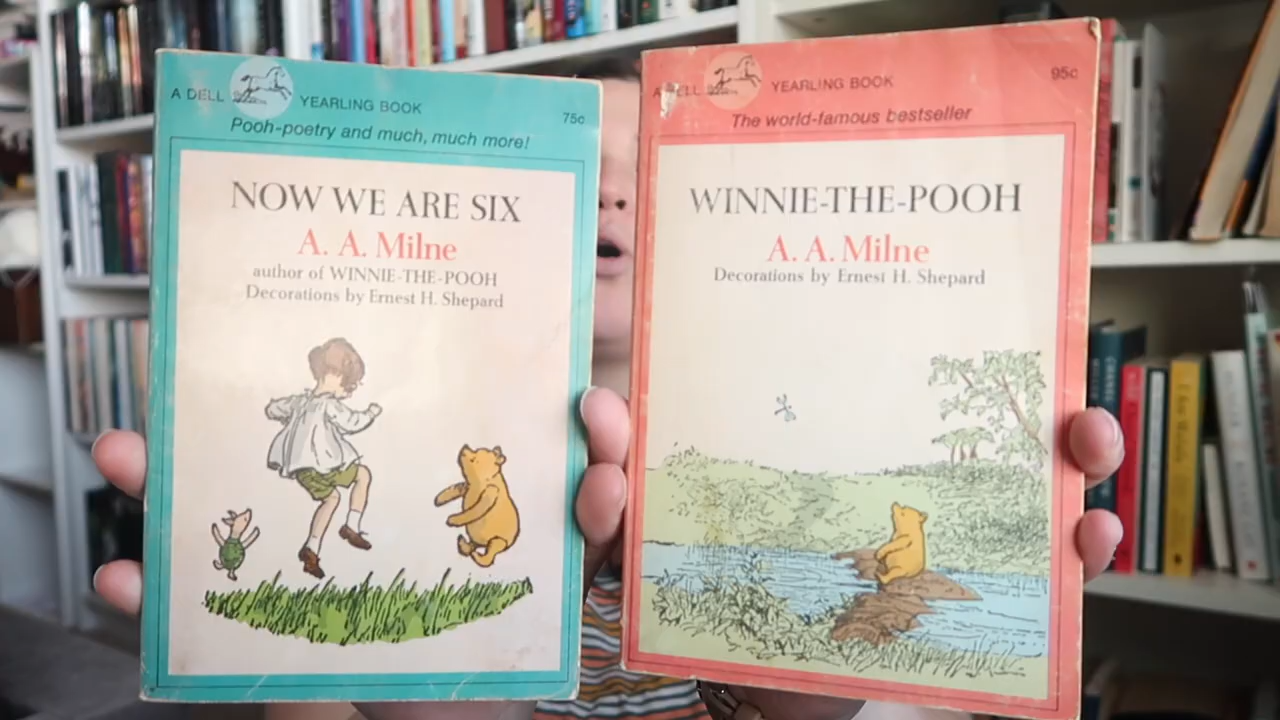 A DELL YEARLING BOOK 75c
Pooh-poetry and much, much more!
NOW WE ARE SIX
A. A. Milne
author of WINNIE-THE-POOH
Decorations by Ernest H. Shepard
A DELL YEARLING BOOK 95c
The world-famous bestseller
WINNIE-THE-POOH
A. A. Milne
Decorations by Ernest H. Shepard